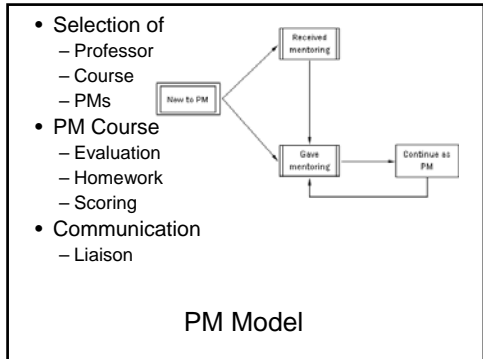 • Selection of
– Professor
– Course
– PMs
• PM Course
– Evaluation
– Homework
– Scoring
• Communication
– Liaison
New to PM
Received
mentoring
Gave
mentoring
Continue as
PM
PM Model